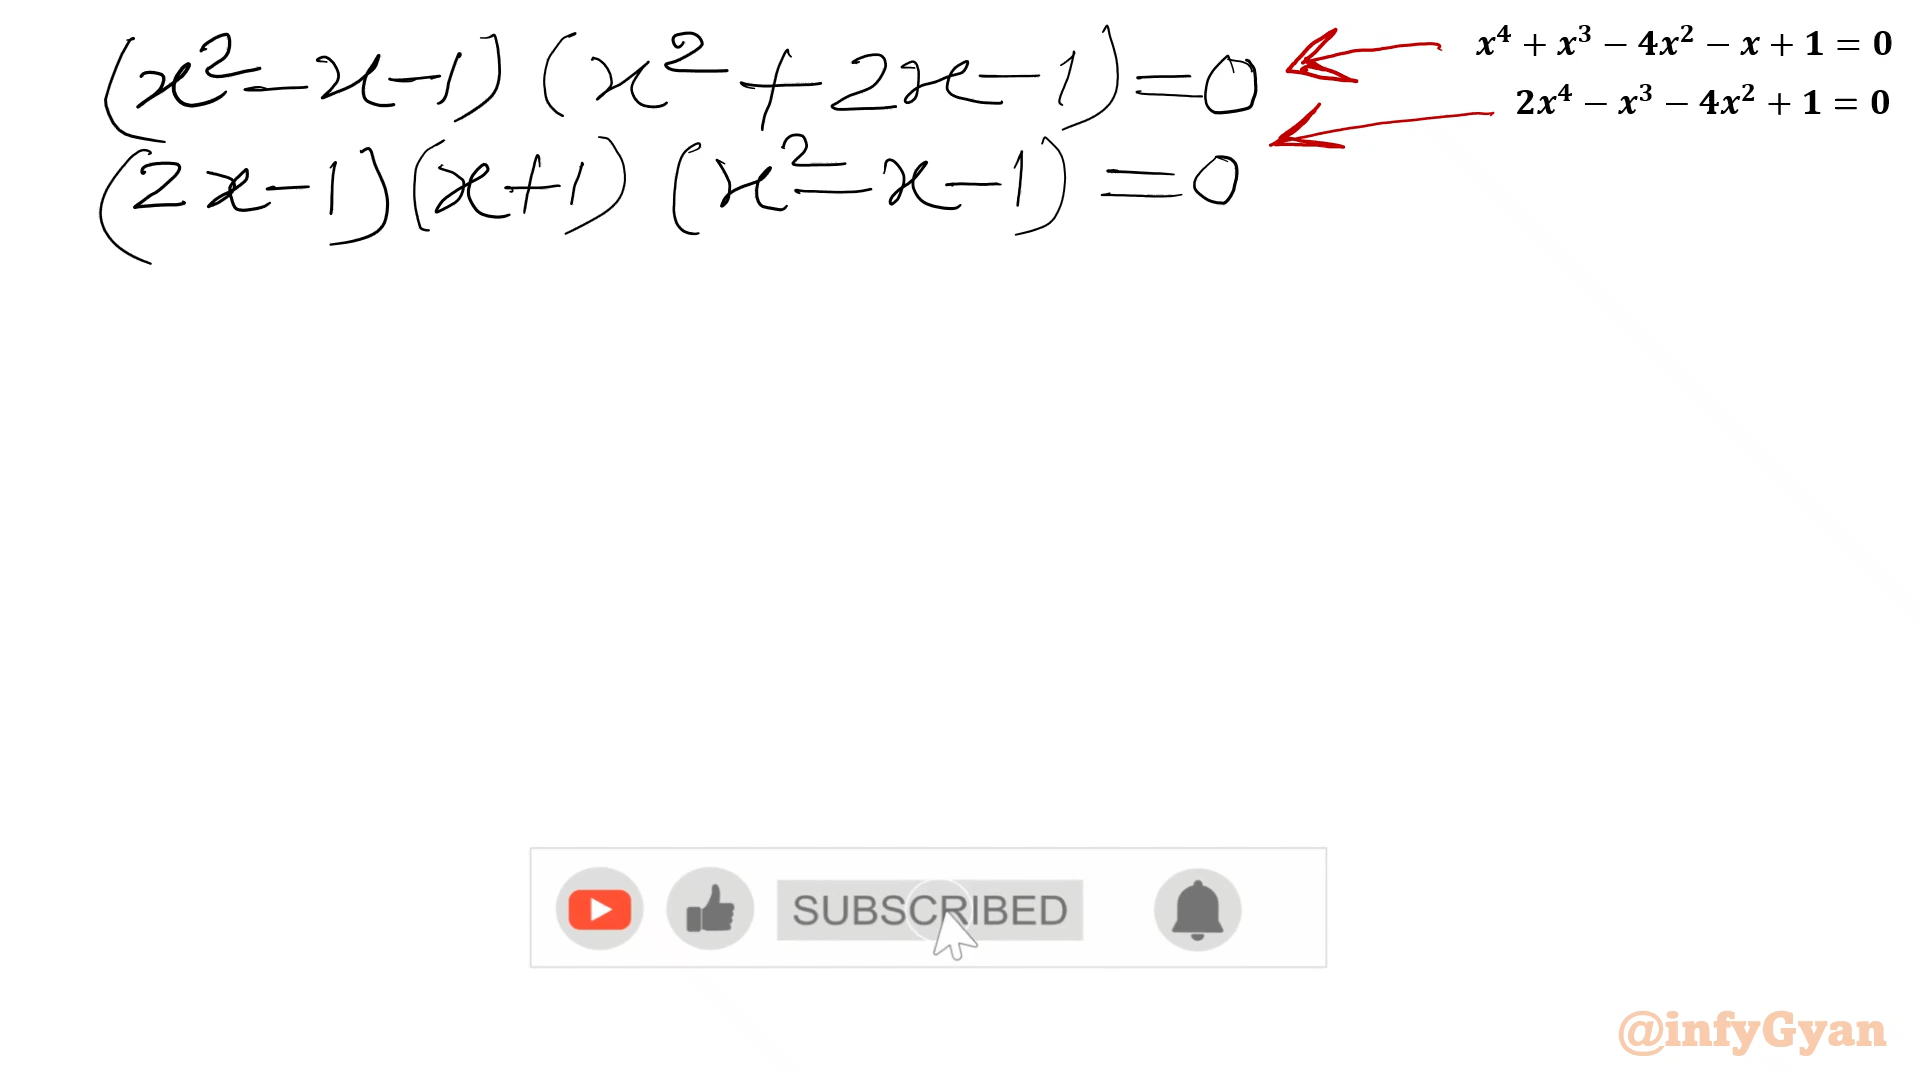 (x² - x - 1) (x² + 2x - 1) = 0
x⁴ + x³ − 4x² − x + 1 = 0
2x⁴ − x³ − 4x² + 1 = 0
(2x - 1) (x + 1) (x² - x - 1) = 0
SUBSCRIBED
@infyGyan